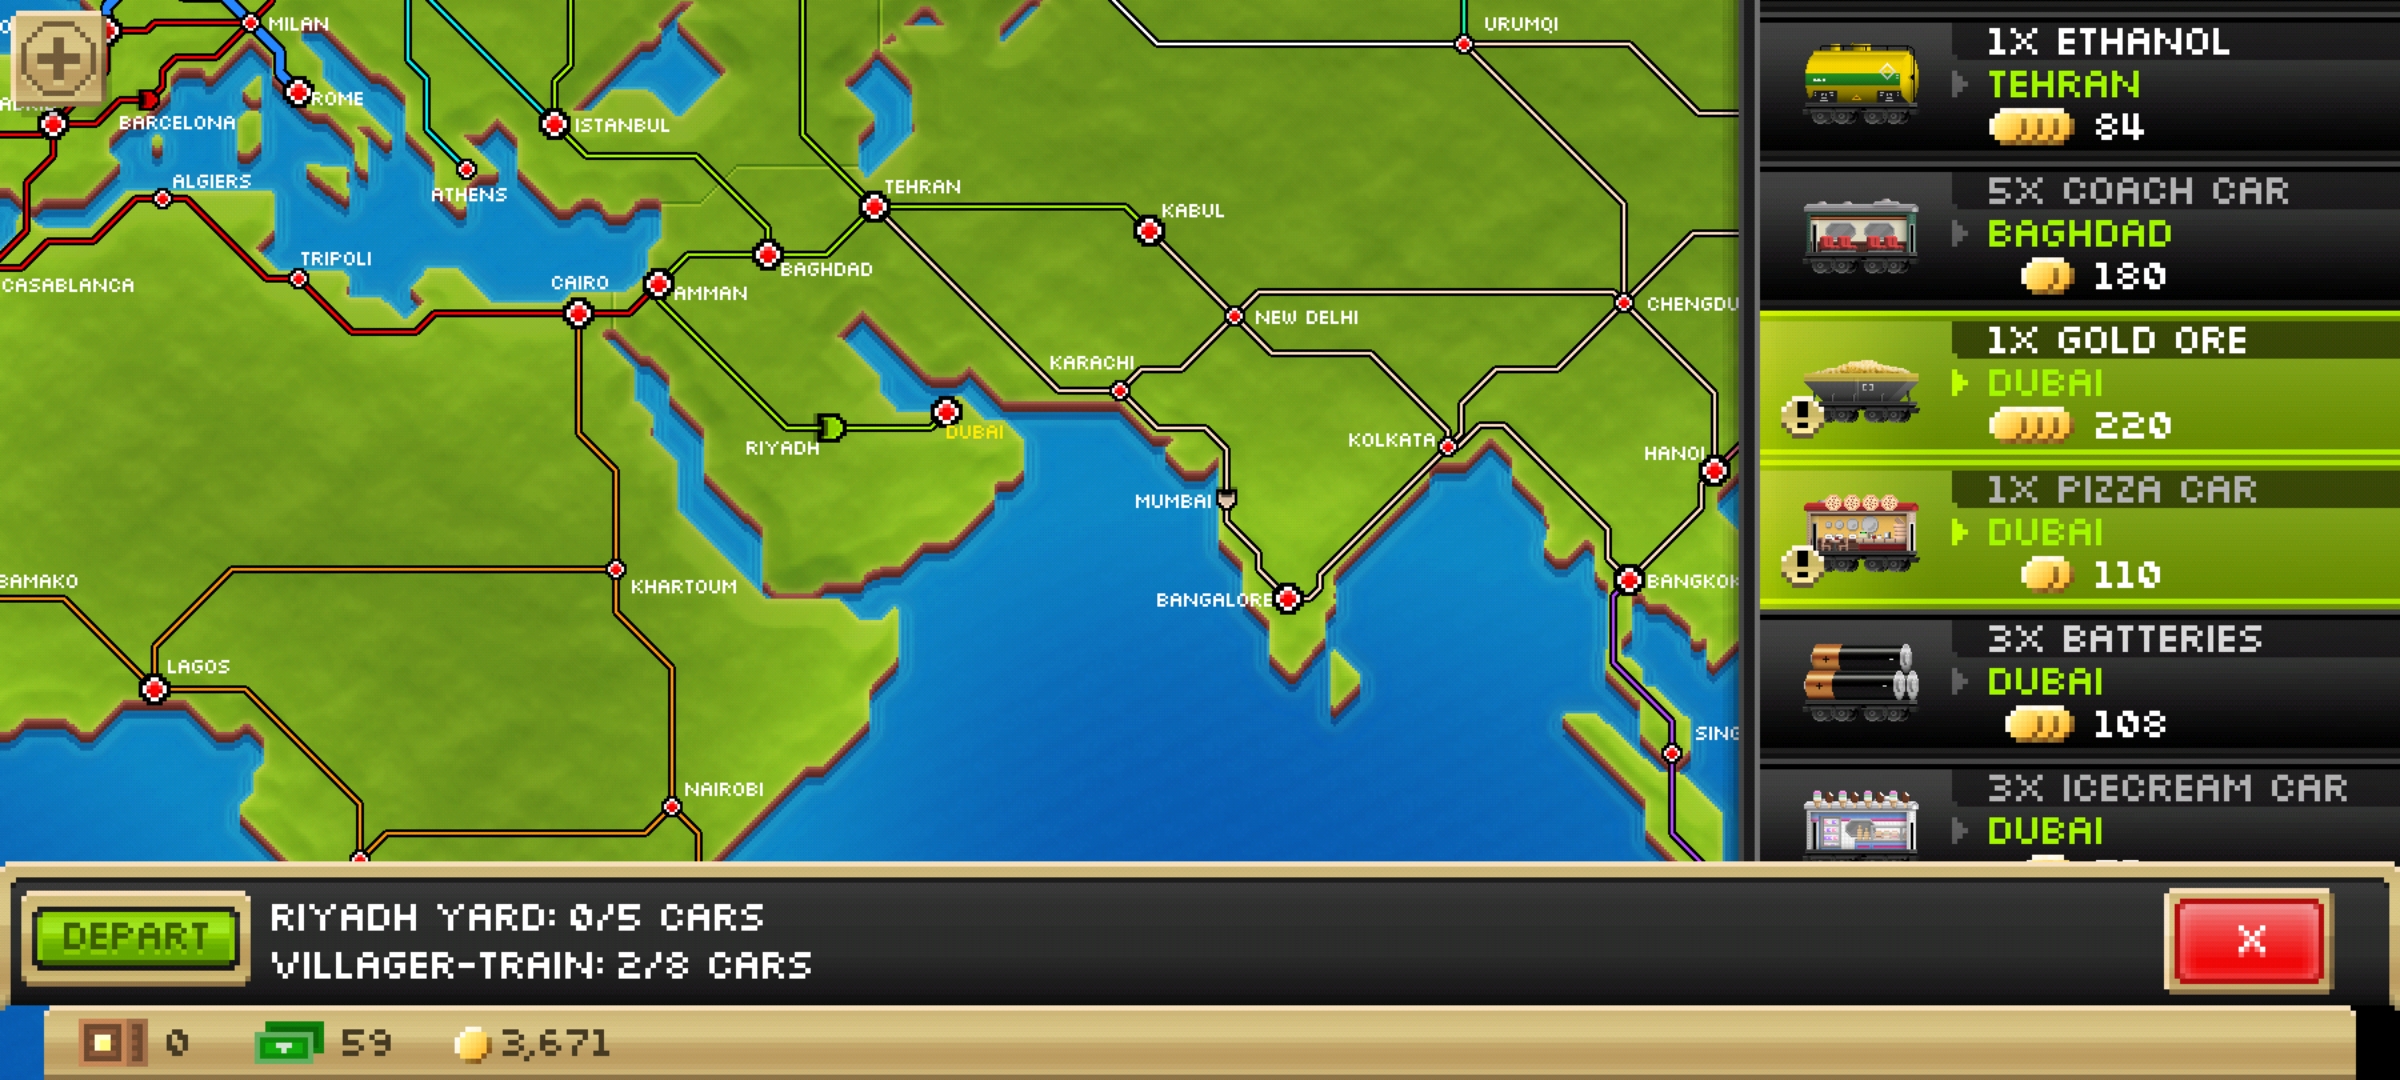 MILAN
URUMQI
ROME
BARCELONA
ISTANBUL
ALGIERS
ATHENS
TEHRAN
KABUL
TRIPOLI
CASABLANCA
CAIRO
AMMAN
BAGHDAD
CHENGDU
NEW DELHI
KARACHI
RIYADH
DUBAI
KOLKATA
HANOI
MUMBAI
BAMAKO
KHARTOUM
BANGALORE
BANGKOK
LAGOS
SING
NAIROBI
1X ETHANOL
TEHRAN
84
5X COACH CAR
BAGHDAD
180
1X GOLD ORE
DUBAI
220
1X PIZZA CAR
DUBAI
110
3X BATTERIES
DUBAI
108
3X ICECREAM CAR
DUBAI
DEPART
RIYADH YARD: 0/5 CARS
VILLAGER-TRAIN: 2/8 CARS
X
0
59
3,671